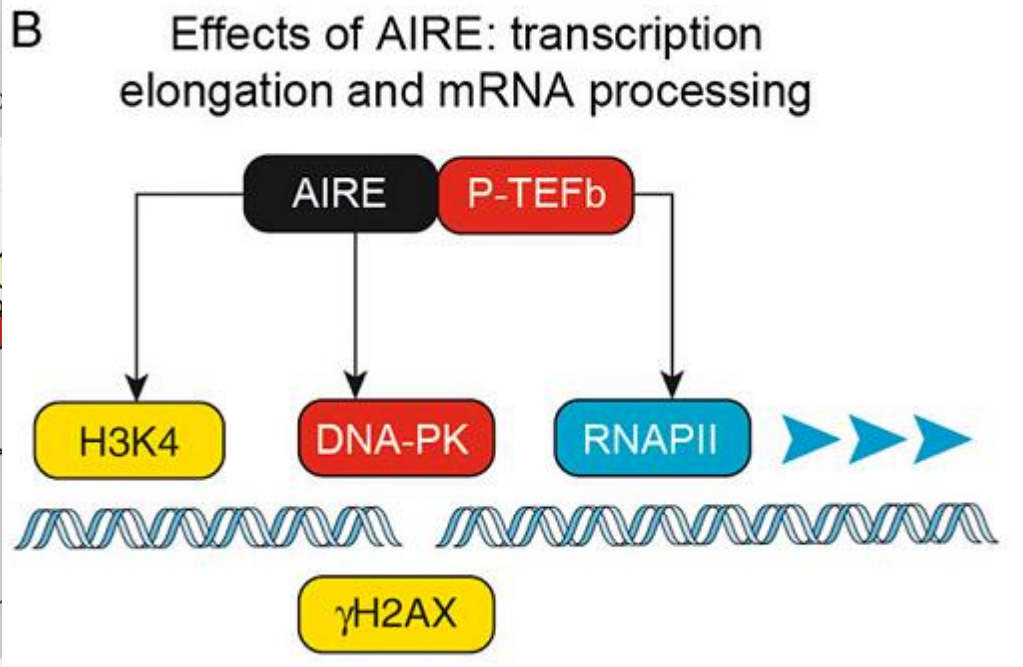 B
Effects of AIRE: transcription
elongation and mRNA processing
AIRE
P-TEFb
H3K4
DNA-PK
RNAPII
γH2AX